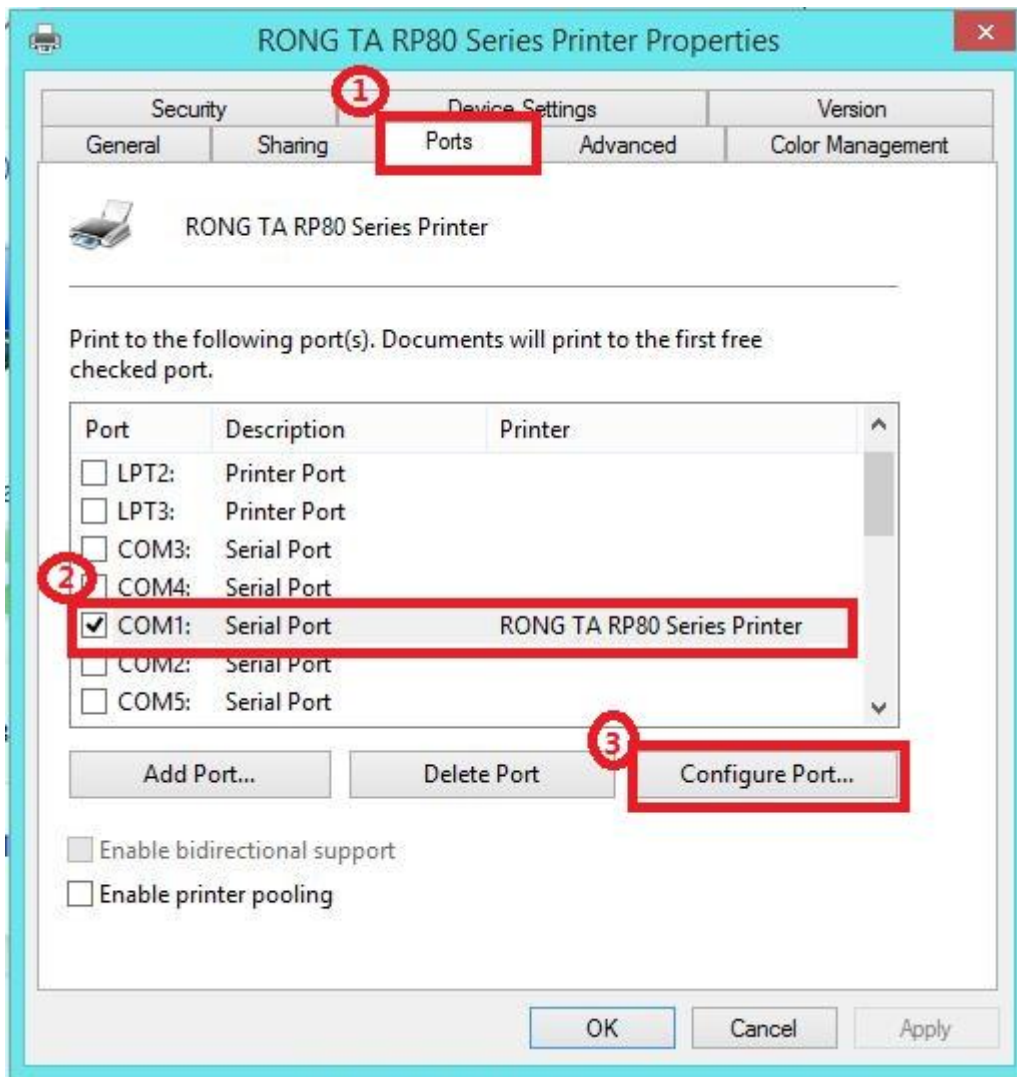 RONG TA RP80 Series Printer Properties
1
Security Device Settings Version
General Sharing Ports Advanced Color Management
RONG TA RP80 Series Printer
Print to the following port(s). Documents will print to the first free
checked port.
Port Description Printer
LPT2: Printer Port
LPT3: Printer Port
COM3: Serial Port
2
COM4: Serial Port
COM1: Serial Port RONG TA RP80 Series Printer
COM2: Serial Port
COM5: Serial Port
3
Add Port... Delete Port Configure Port...
Enable bidirectional support
Enable printer pooling
OK Cancel Apply